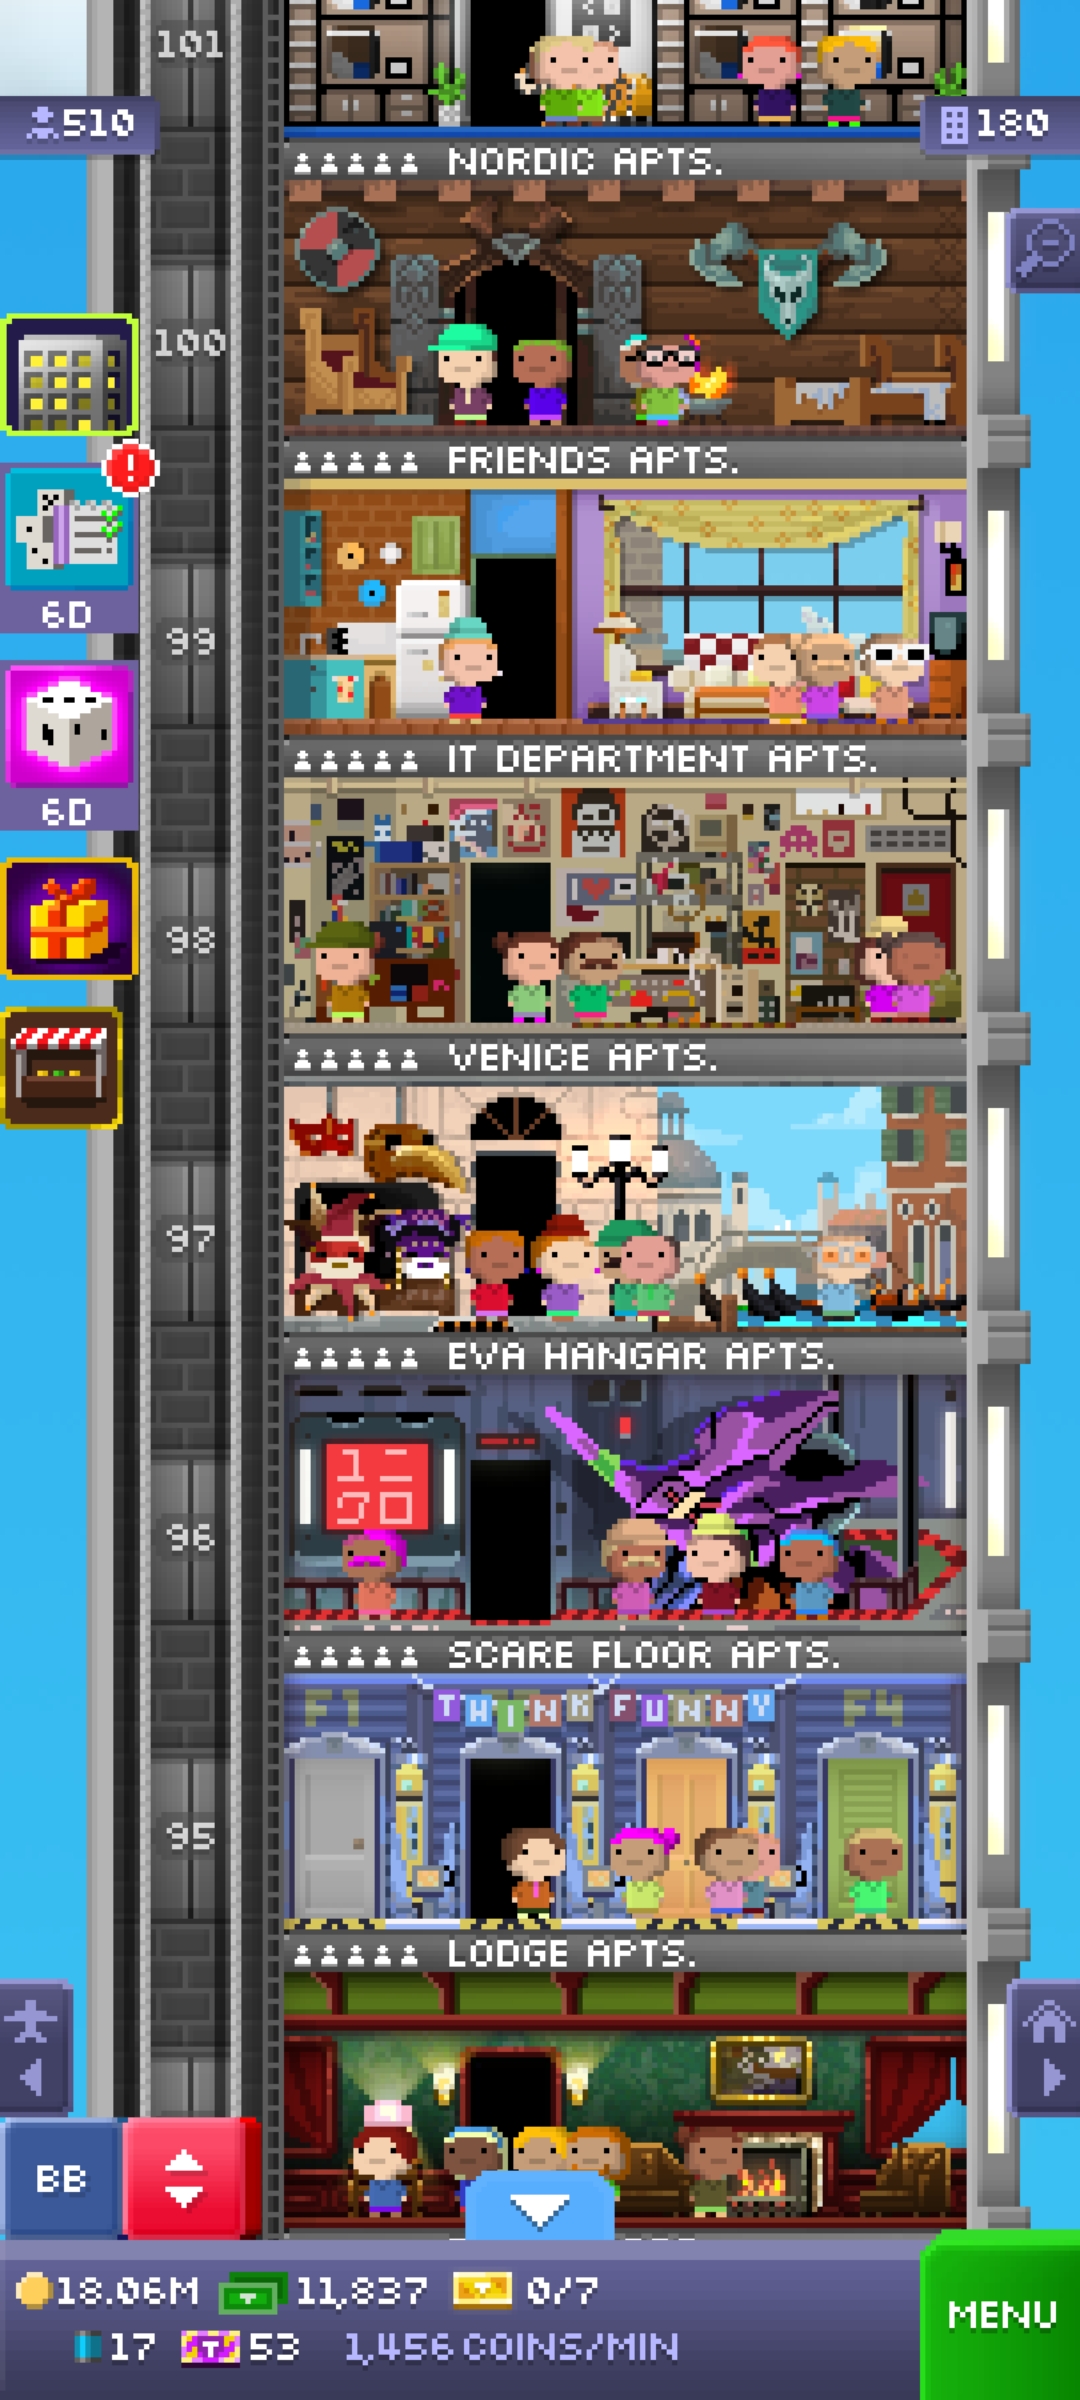 101
510
180
NORDIC APTS.
100
FRIENDS APTS.
6D
99
IT DEPARTMENT APTS.
6D
98
VENICE APTS.
97
EVA HANGAR APTS.
96
SCARE FLOOR APTS.
F1 THINK FUNNY F4
95
LODGE APTS.
BB
18.06M 11,837 0/7
MENU
17 53 1,456 COINS/MIN